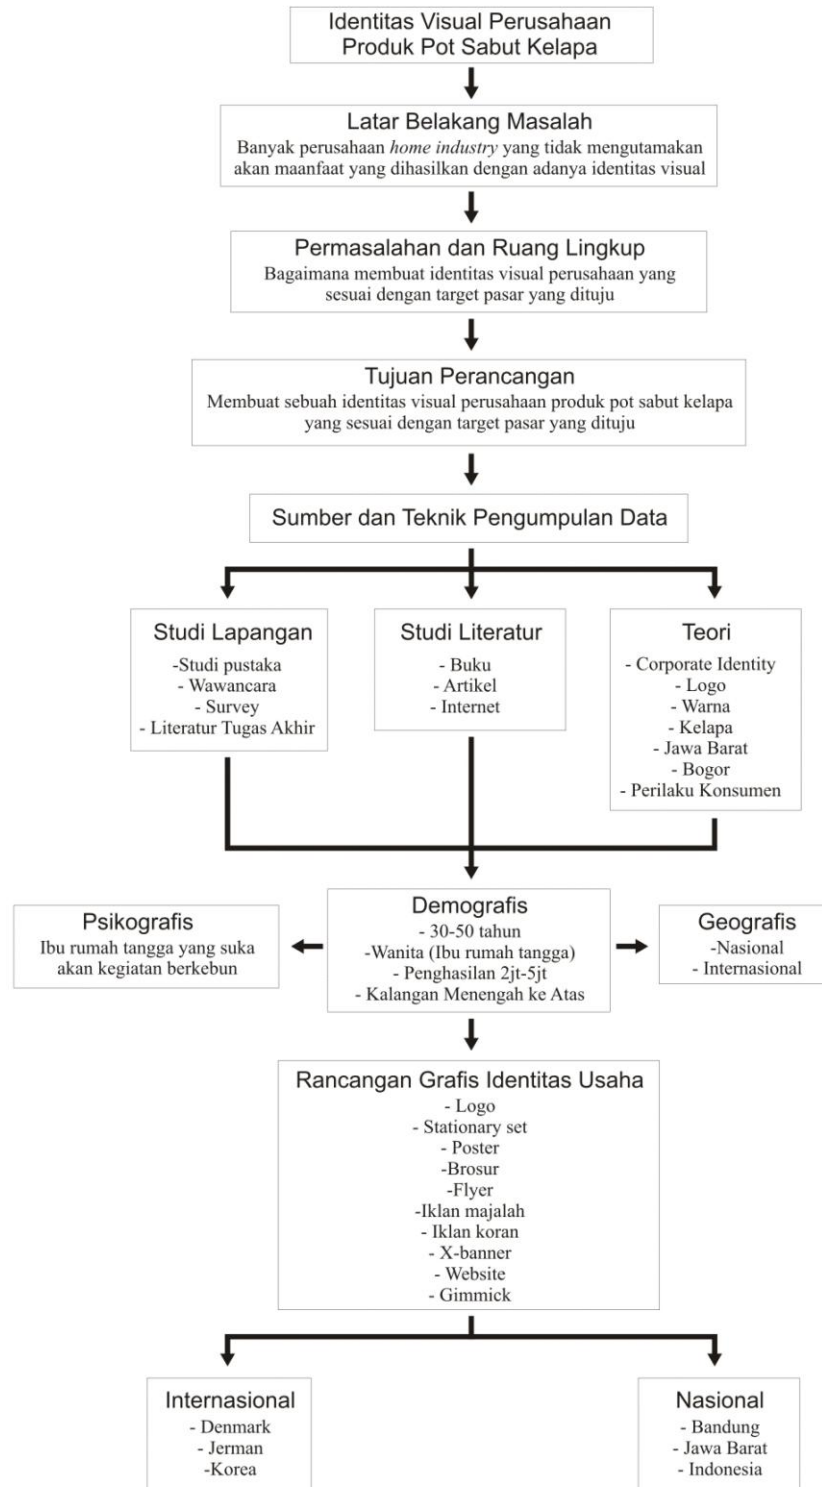 Identitas Visual Perusahaan
Produk Pot Sabut Kelapa
Latar Belakang Masalah
Banyak perusahaan home industry yang tidak mengutamakan
akan maanfaat yang dihasilkan dengan adanya identitas visual
Permasalahan dan Ruang Lingkup
Bagaimana membuat identitas visual perusahaan yang
sesuai dengan target pasar yang dituju
Tujuan Perancangan
Membuat sebuah identitas visual perusahaan produk pot sabut kelapa
yang sesuai dengan target pasar yang dituju
Sumber dan Teknik Pengumpulan Data
Studi Lapangan
-Studi pustaka
- Wawancara
- Survey
- Literatur Tugas Akhir
Studi Literatur
- Buku
- Artikel
- Internet
Teori
- Corporate Identity
- Logo
- Warna
- Kelapa
- Jawa Barat
- Bogor
- Perilaku Konsumen
Psikografis
Ibu rumah tangga yang suka
akan kegiatan berkebun
Demografis
- 30-50 tahun
-Wanita (Ibu rumah tangga)
- Penghasilan 2jt-5jt
- Kalangan Menengah ke Atas
Geografis
-Nasional
- Internasional
Rancangan Grafis Identitas Usaha
- Logo
- Stationary set
- Poster
-Brosur
-Flyer
-Iklan majalah
- Iklan koran
- X-banner
- Website
- Gimmick
Internasional
- Denmark
- Jerman
-Korea
Nasional
- Bandung
- Jawa Barat
- Indonesia